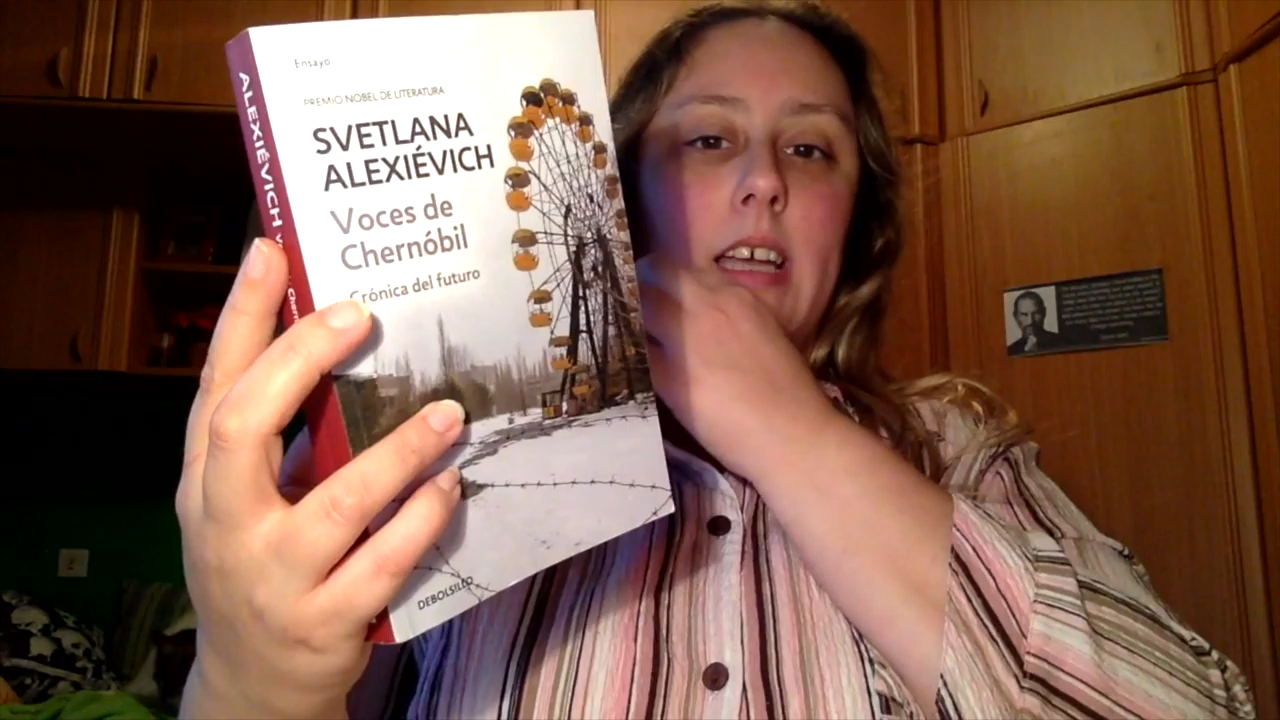 Ensayo
PREMIO NOBEL DE LITERATURA
SVETLANA
ALEXIÉVICH
Voces de
Chernóbil
Crónica del futuro
DEBOLSILLO
ALEXIÉVICH